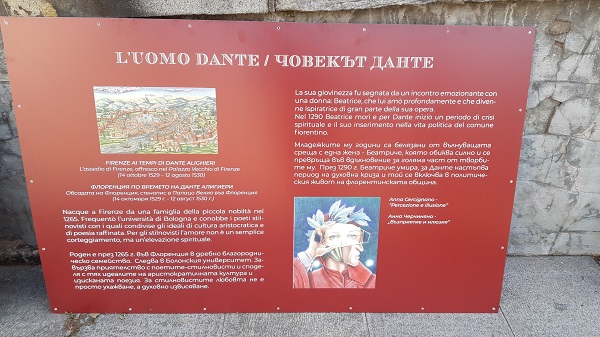 L'UOMO DANTE / ЧОВЕКЪТ ДАНТЕ
FIRENZE AI TEMPI DI DANTE ALIGHIERI
L'assedio di Firenze, affresco nel Palazzo Vecchio di Firenze
(14 ottobre 1529 – 12 agosto 1530)
ФЛОРЕНЦИЯ ПО ВРЕМЕТО НА ДАНТЕ АЛИГИЕРИ
Обсадата на Флоренция, стенопис в Палацо Векио във Флоренция
(14 октомври 1529 г. - 12 август 1530 г.)
Nacque a Firenze da una famiglia della piccola nobiltà nel
1265. Frequentò l'università di Bologna e conobbe i poeti stil-
novisti con i quali condivise gli ideali di cultura aristocratica e
di poesia raffinata. Per gli stilnovisti l'amore non è un semplice
corteggiamento, ma un'elevazione spirituale.
Роден е през 1265 г. във Флоренция в дребно благородни-
ческо семейство. Следва в Болонския университет. За-
вързва приятелство с поетите-стилновисти и споде-
ля с тях идеалите на аристократичната култура и
изисканата поезия. За стилновистите любовта не е
просто ухажване, а духовно извисяване.
La sua giovinezza fu segnata da un incontro emozionante con
una donna: Beatrice, che lui amò profondamente e che diven-
ne ispiratrice di gran parte della sua opera.
Nel 1290 Beatrice morì e per Dante iniziò un periodo di crisi
spirituale e il suo inserimento nella vita politica del comune
fiorentino.
Младежките му години са белязани от вълнуващата
среща с една жена - Беатриче, която обиква силно и се
превръща във вдъхновение за голяма част от творби-
те му. През 1290 г. Беатриче умира, за Данте настъпва
период на духовна криза и той се включва в политиче-
ския живот на флорентинската община.
Anna Cercignano -
"Percezione e illusione"
Анна Черчиняно -
„Възприятие и илюзия"